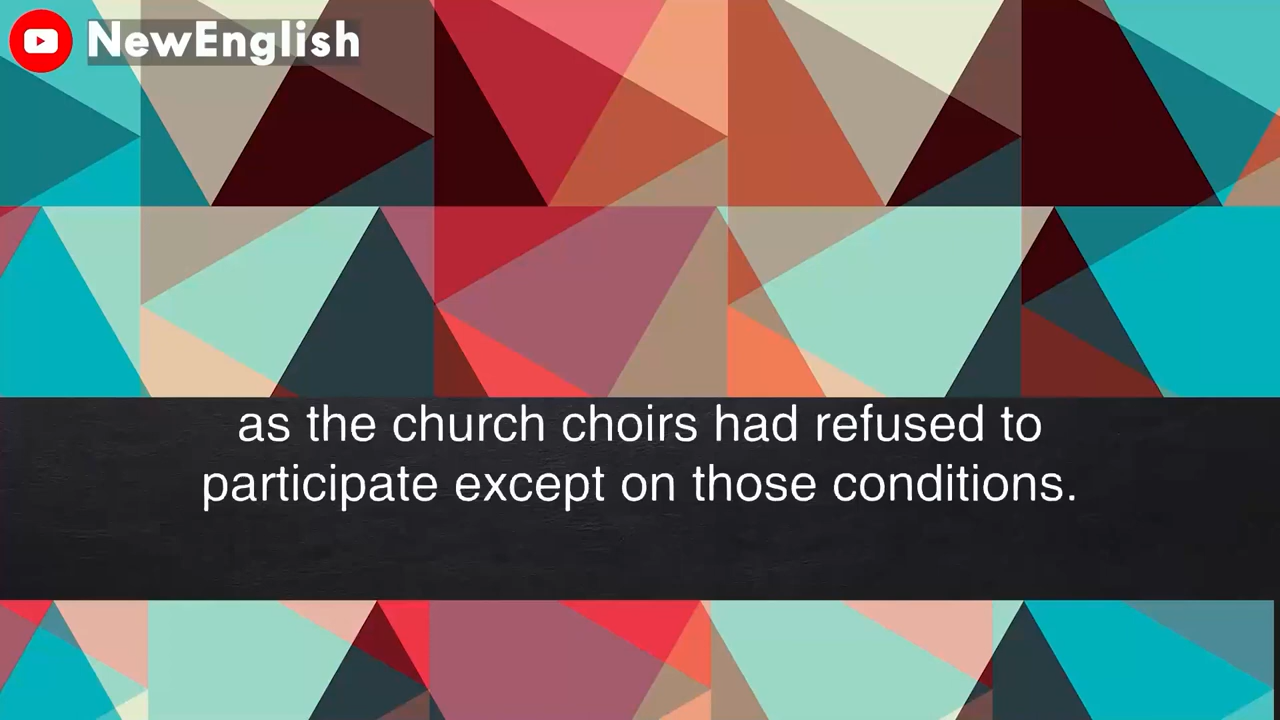 NewEnglish
as the church choirs had refused to
participate except on those conditions.